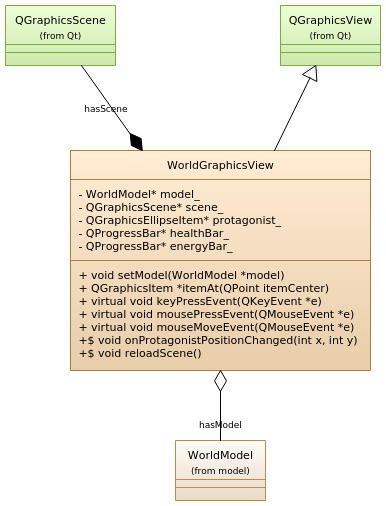 QGraphicsScene
(from Qt)
QGraphicsView
(from Qt)
hasScene
WorldGraphicsView
- WorldModel* model_
- QGraphicsScene* scene_
- QGraphicsEllipseItem* protagonist_
- QProgressBar* healthBar_
- QProgressBar* energyBar_
+ void setModel(WorldModel *model)
+ QGraphicsItem *itemAt(QPoint itemCenter)
+ virtual void keyPressEvent(QKeyEvent *e)
+ virtual void mousePressEvent(QMouseEvent *e)
+ virtual void mouseMoveEvent(QMouseEvent *e)
+$ void onProtagonistPositionChanged(int x, int y)
+$ void reloadScene()
hasModel
WorldModel
(from model)